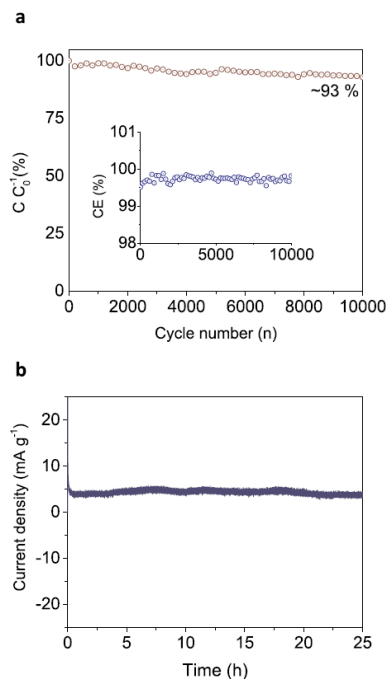 a
100
75
50
25
0
C C₀⁻¹(%)
~93 %
101
100
99
98
CE (%)
0 5000 10000
0 2000 4000 6000 8000 10000
Cycle number (n)
b
20
10
0
-10
-20
Current density (mA g⁻¹)
0 5 10 15 20 25
Time (h)